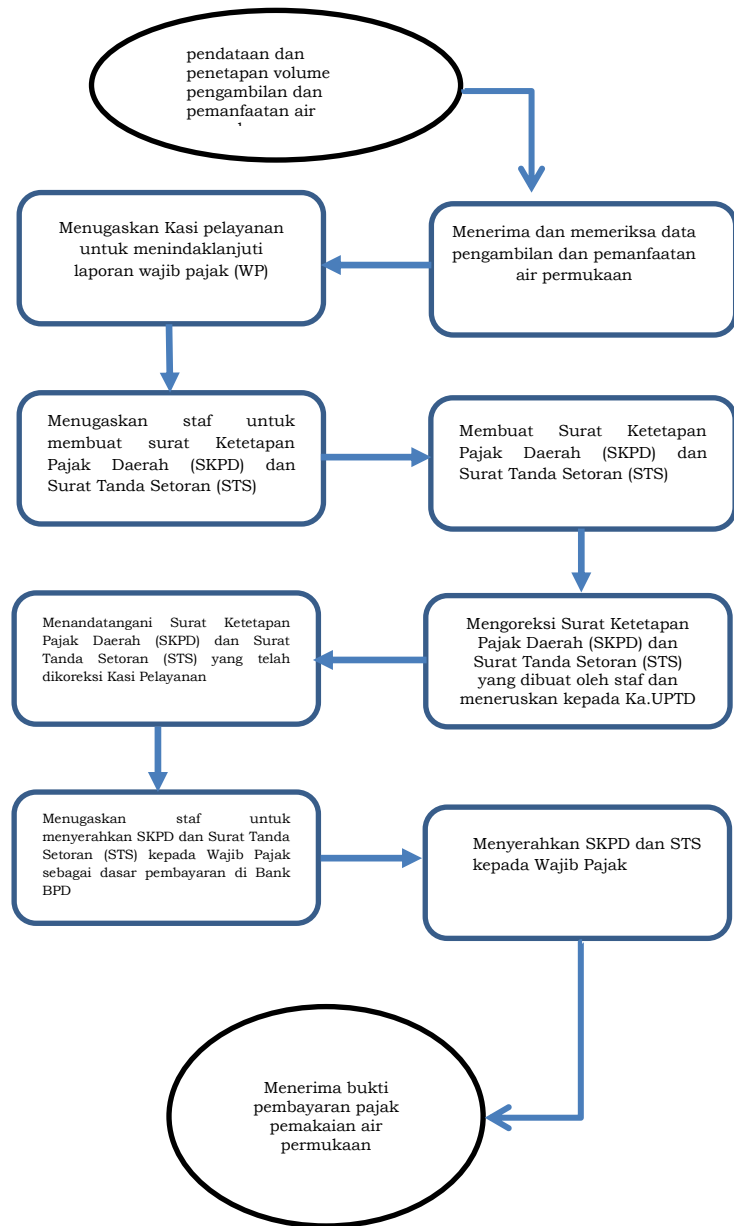 pendataan dan
penetapan volume
pengambilan dan
pemanfaatan air
Menerima dan memeriksa data
pengambilan dan pemanfaatan
air permukaan
Menugaskan Kasi pelayanan
untuk menindaklanjuti
laporan wajib pajak (WP)
Menugaskan staf untuk
membuat surat Ketetapan
Pajak Daerah (SKPD) dan
Surat Tanda Setoran (STS)
Membuat Surat Ketetapan
Pajak Daerah (SKPD) dan
Surat Tanda Setoran (STS)
Mengoreksi Surat Ketetapan
Pajak Daerah (SKPD) dan
Surat Tanda Setoran (STS)
yang dibuat oleh staf dan
meneruskan kepada Ka.UPTD
Menandatangani Surat Ketetapan
Pajak Daerah (SKPD) dan Surat
Tanda Setoran (STS) yang telah
dikoreksi Kasi Pelayanan
Menugaskan staf untuk
menyerahkan SKPD dan Surat Tanda
Setoran (STS) kepada Wajib Pajak
sebagai dasar pembayaran di Bank
BPD
Menyerahkan SKPD dan STS
kepada Wajib Pajak
Menerima bukti
pembayaran pajak
pemakaian air
permukaan